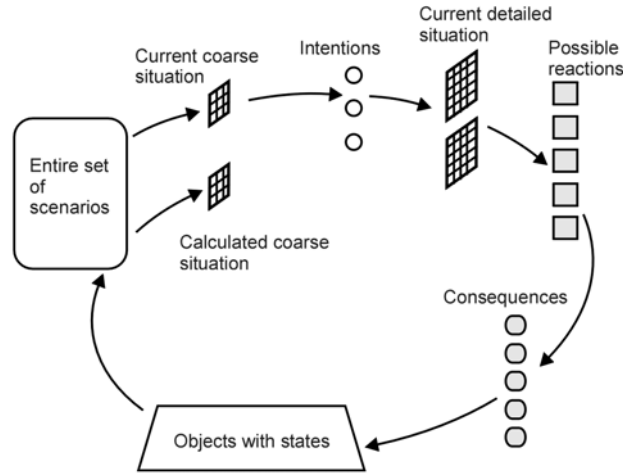 Current detailed
situation
Current coarse
situation
Intentions
Possible
reactions
Entire set
of
scenarios
Calculated coarse
situation
Consequences
Objects with states